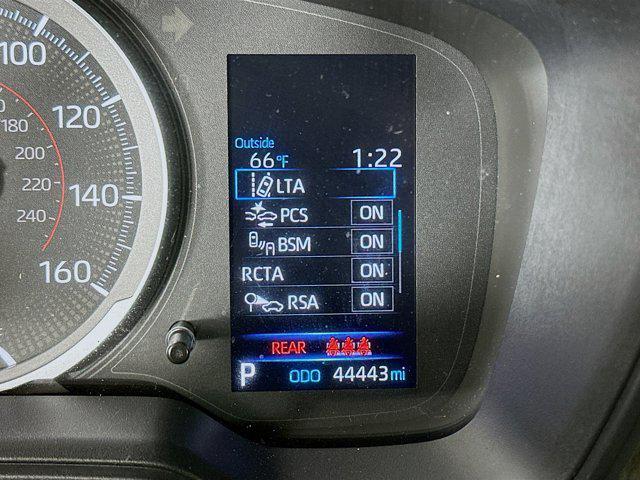 100
120
140
160
180
200
220
240
Outside
66°F 1:22
LTA
PCS ON
BSM ON
RCTA ON
RSA ON
REAR
P ODO 44443 mi